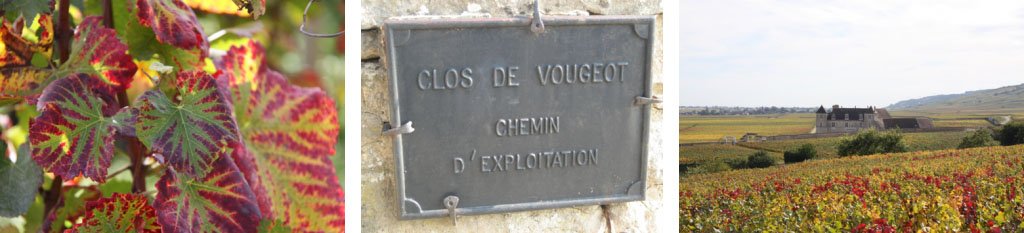 CLOS DE VOUGEOT
CHEMIN
D'EXPLOITATION